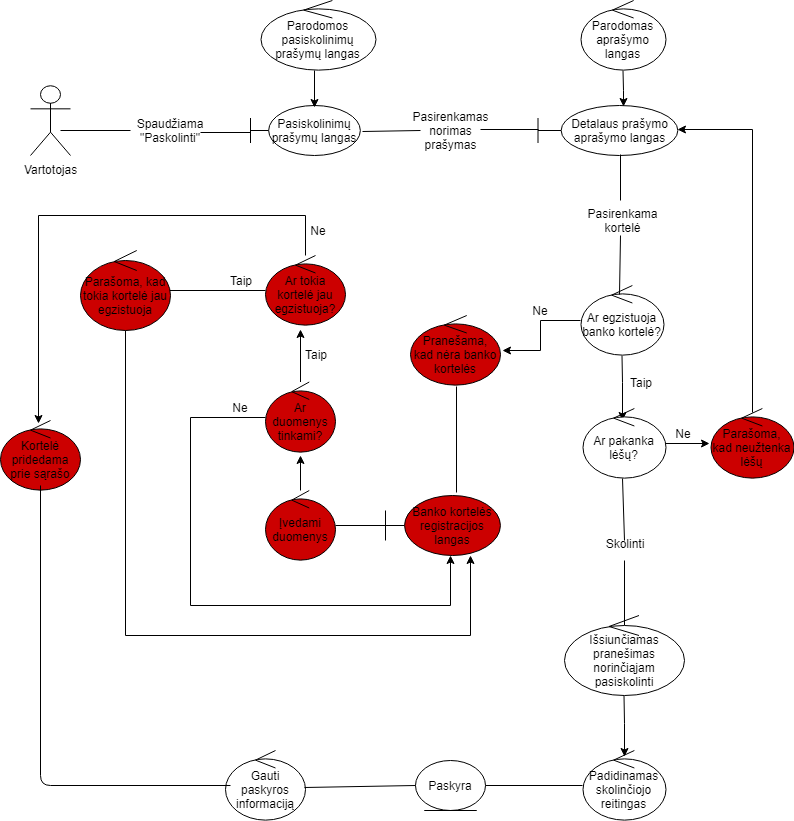 Parodomos
pasiskolinimų
prašymų langas
Parodomas
aprašymo
langas
Spaudžiama
"Paskolinti"
Pasiskolinimų
prašymų langas
Pasirenkamas
norimas
prašymas
Detalaus prašymo
aprašymo langas
Vartotojas
Pasirenkama
kortelė
Ne
Parašoma, kad
tokia kortelė jau
egzistuoja
Taip
Ar tokia
kortelė jau
egzistuoja?
Ne
Ar egzistuoja
banko kortelė?
Pranešama,
kad nėra banko
kortelės
Taip
Taip
Ne
Ar
duomenys
tinkami?
Ar pakanka
lėšų?
Ne
Parašoma,
kad neužtenka
lėšų
Kortelė
pridedama
prie sąrašo
Įvedami
duomenys
Banko kortelės
registracijos
langas
Skolinti
Išsiunčiamas
pranešimas
norinčiajam
pasiskolinti
Gauti
paskyros
informaciją
Paskyra
Padidinamas
skolinčiojo
reitingas